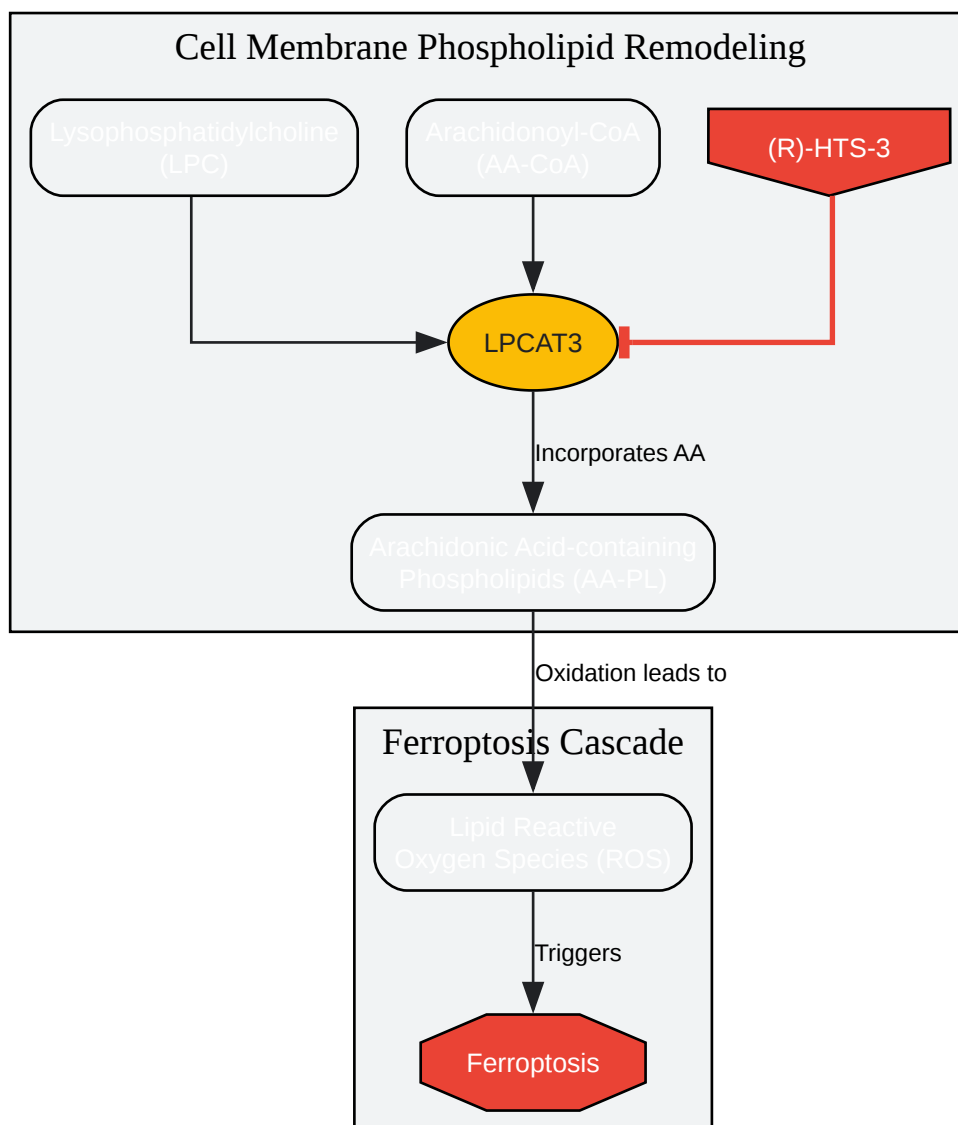 Cell Membrane Phospholipid Remodeling
Lysophosphatidylcholine
(LPC)
Arachidonoyl-CoA
(AA-CoA)
(R)-HTS-3
LPCAT3
Incorporates AA
Arachidonic Acid-containing
Phospholipids (AA-PL)
Oxidation leads to
Ferroptosis Cascade
Lipid Reactive
Oxygen Species (ROS)
Triggers
Ferroptosis